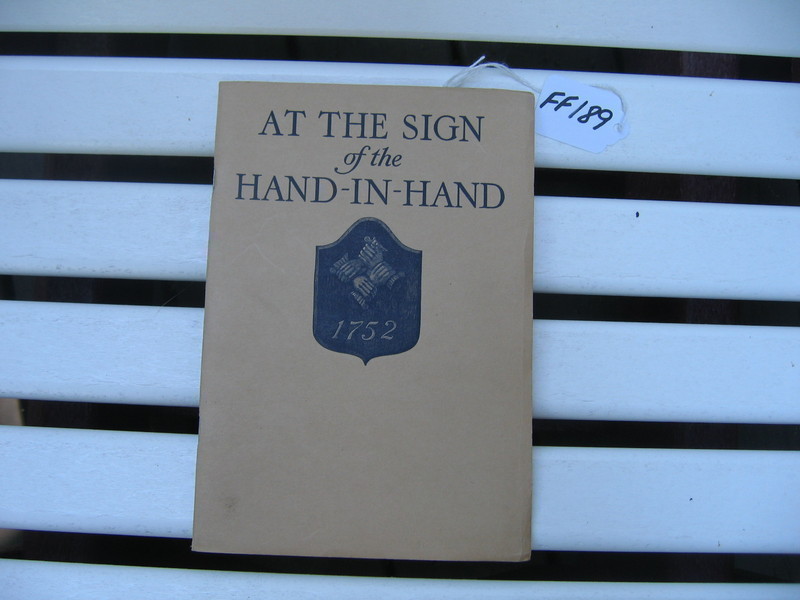 AT THE SIGN
of the
HAND-IN-HAND
1752
FF189